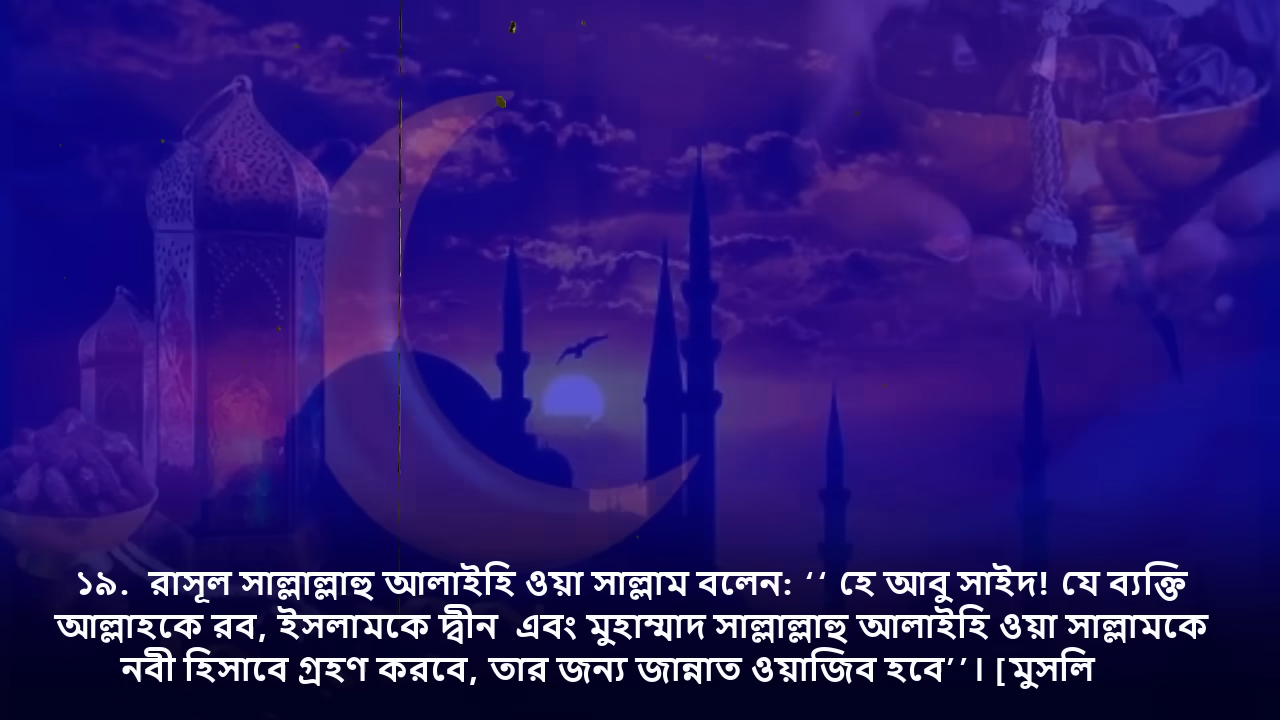 ১৯.  রাসূল সাল্লাল্লাহু আলাইহি ওয়া সাল্লাম বলেন: ‘‘ হে আবু সাইদ! যে ব্যক্তি
আল্লাহকে রব, ইসলামকে দ্বীন  এবং মুহাম্মাদ সাল্লাল্লাহু আলাইহি ওয়া সাল্লামকে
নবী হিসাবে গ্রহণ করবে, তার জন্য জান্নাত ওয়াজিব হবে’’। [মুসলি